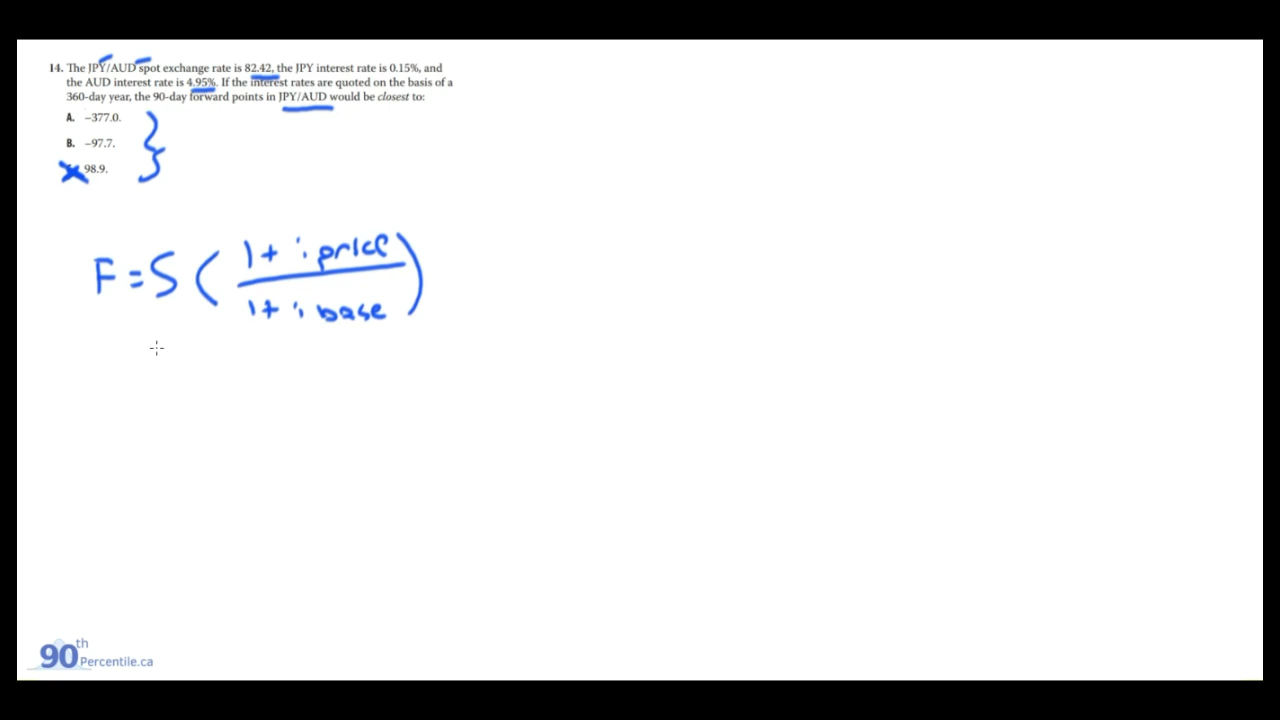 14. The JPY/AUD spot exchange rate is 82.42, the JPY interest rate is 0.15%, and
the AUD interest rate is 4.95%. If the interest rates are quoted on the basis of a
360-day year, the 90-day forward points in JPY/AUD would be closest to:
A. −377.0.
B. −97.7.
98.9.
F = S ( 1 + i price
1 + i base )
90th
Percentile.ca